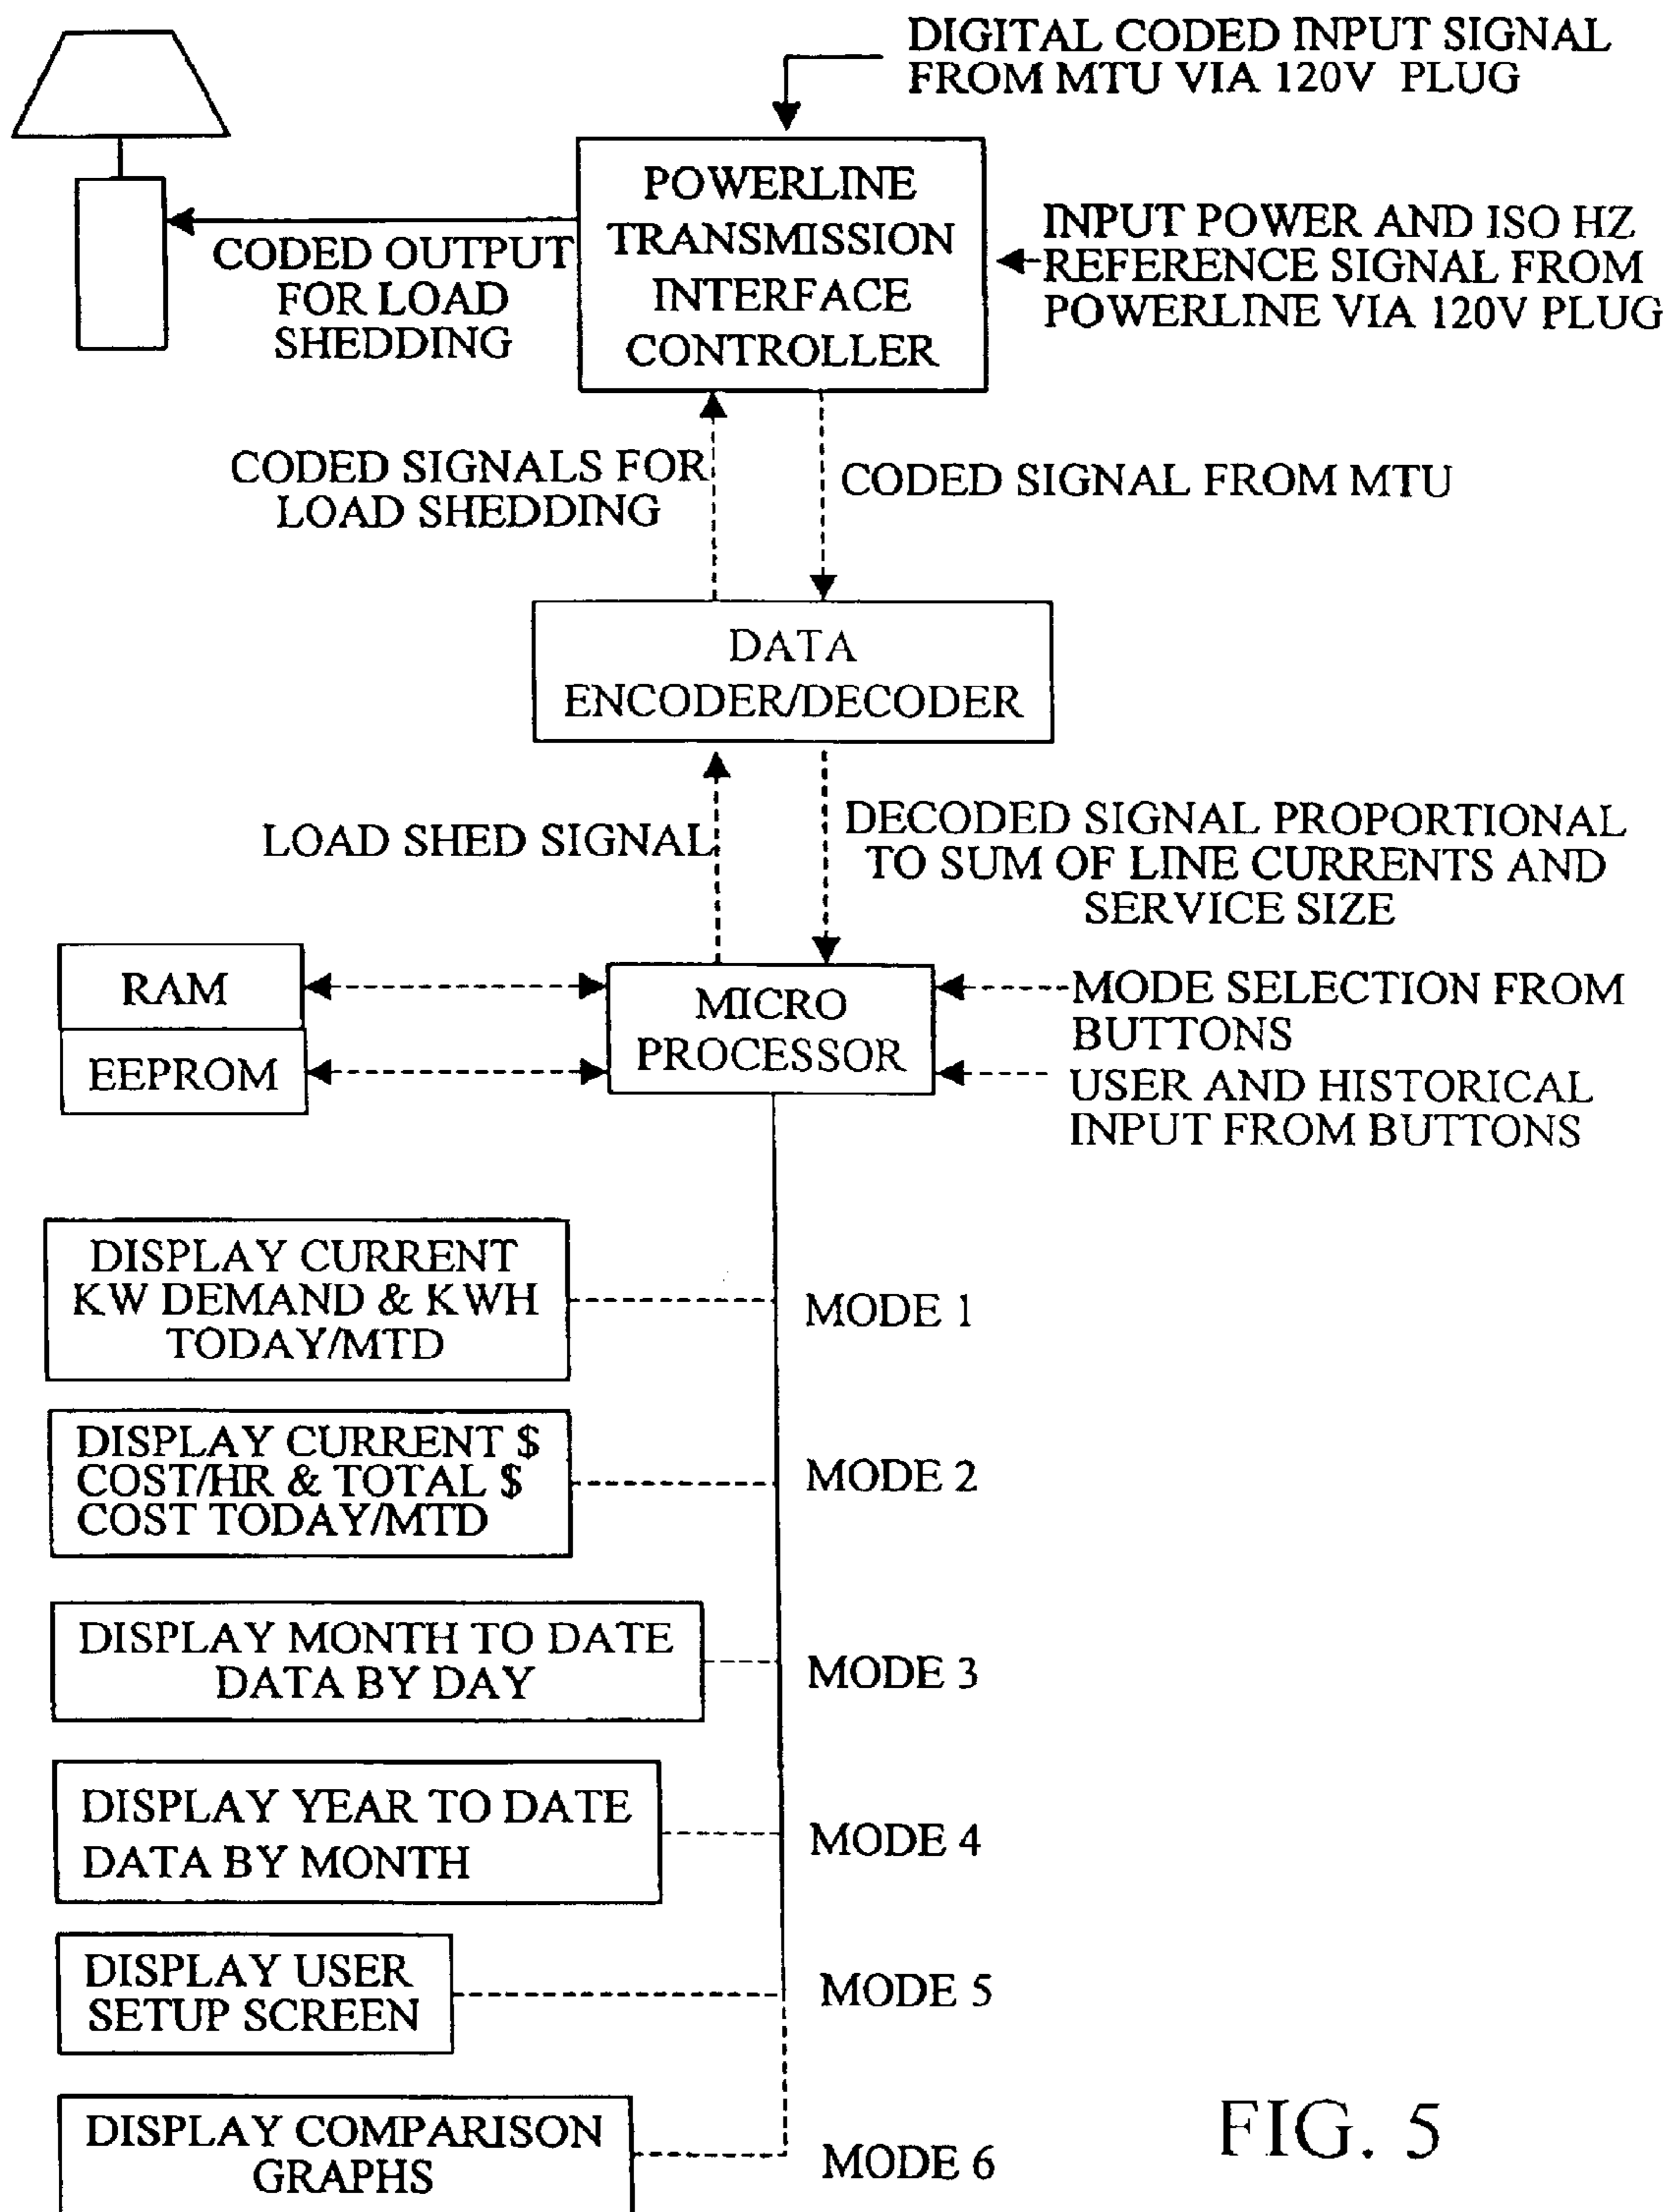 DIGITAL CODED INPUT SIGNAL
FROM MTU VIA 120V PLUG
POWERLINE
TRANSMISSION
INTERFACE
CONTROLLER
INPUT POWER AND ISO HZ
REFERENCE SIGNAL FROM
POWERLINE VIA 120V PLUG
CODED OUTPUT
FOR LOAD
SHEDDING
CODED SIGNALS FOR
LOAD SHEDDING
CODED SIGNAL FROM MTU
DATA
ENCODER/DECODER
LOAD SHED SIGNAL
DECODED SIGNAL PROPORTIONAL
TO SUM OF LINE CURRENTS AND
SERVICE SIZE
RAM
EEPROM
MICRO
PROCESSOR
MODE SELECTION FROM
BUTTONS
USER AND HISTORICAL
INPUT FROM BUTTONS
DISPLAY CURRENT
KW DEMAND & KWH
TODAY/MTD
MODE 1
DISPLAY CURRENT $
COST/HR & TOTAL $
COST TODAY/MTD
MODE 2
DISPLAY MONTH TO DATE
DATA BY DAY
MODE 3
DISPLAY YEAR TO DATE
DATA BY MONTH
MODE 4
DISPLAY USER
SETUP SCREEN
MODE 5
DISPLAY COMPARISON
GRAPHS
MODE 6
FIG. 5